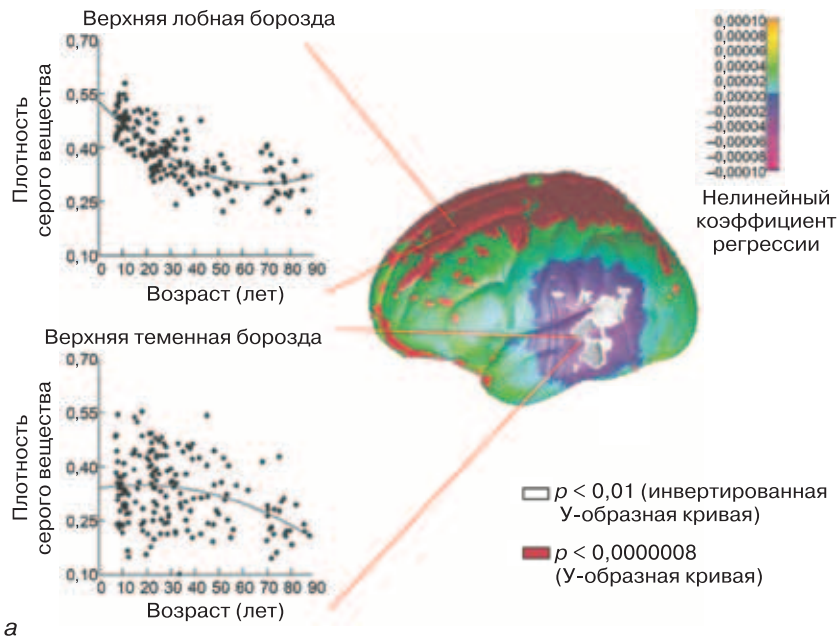 Верхняя лобная борозда
Плотность
серого вещества
0,70
0,55
0,40
0,25
0,10
0 10 20 30 40 50 60 70 80 90
Возраст (лет)
0,00010
0,00008
0,00006
0,00004
0,00002
0,00000
–0,00002
–0,00004
–0,00006
–0,00008
–0,00010
Нелинейный
коэффициент
регрессии
Верхняя теменная борозда
Плотность
серого вещества
0,70
0,55
0,40
0,25
0,10
0 10 20 30 40 50 60 70 80 90
Возраст (лет)
p < 0,01 (инвертированная
У-образная кривая)
p < 0,0000008
(У-образная кривая)
а